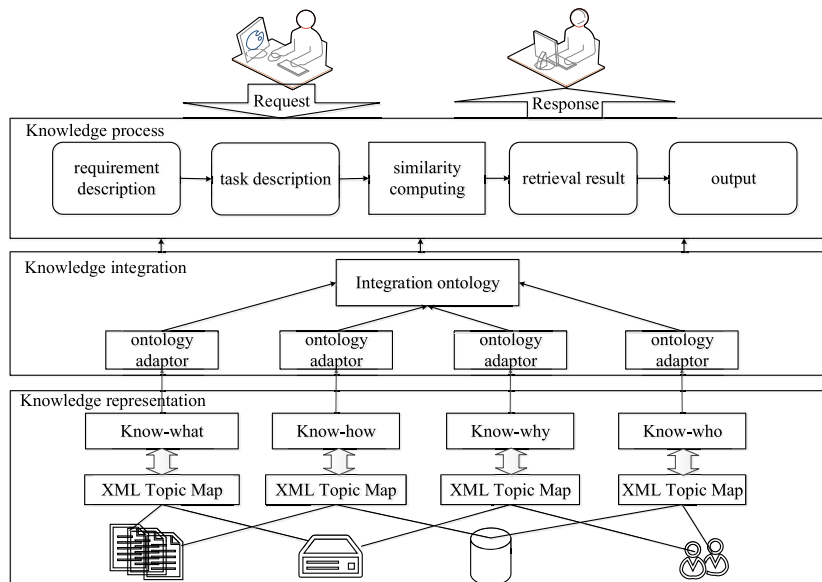 Request
Response
Knowledge process
requirement
description
task description
similarity
computing
retrieval result
output
Knowledge integration
Integration ontology
ontology
adaptor
ontology
adaptor
ontology
adaptor
ontology
adaptor
Knowledge representation
Know-what
Know-how
Know-why
Know-who
XML Topic Map
XML Topic Map
XML Topic Map
XML Topic Map